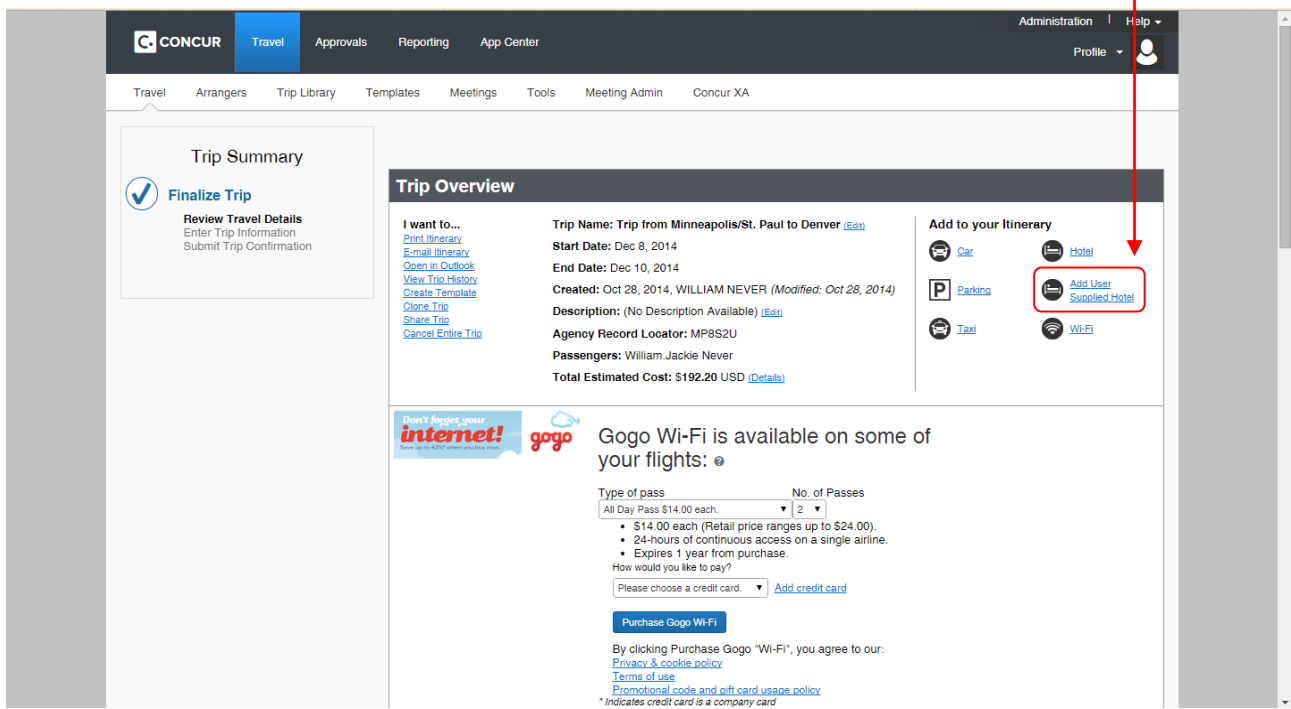 Administration | Help
C. CONCUR Travel Approvals Reporting App Center
Profile
Travel Arrangers Trip Library Templates Meetings Tools Meeting Admin Concur XA
Trip Summary
Finalize Trip
Review Travel Details
Enter Trip Information
Submit Trip Confirmation
Trip Overview
I want to...
Print Itinerary
E-mail Itinerary
Open in Outlook
View Trip History
Create Template
Clone Trip
Share Trip
Cancel Entire Trip
Trip Name: Trip from Minneapolis/St. Paul to Denver (Edit)
Start Date: Dec 8, 2014
End Date: Dec 10, 2014
Created: Oct 28, 2014, WILLIAM NEVER (Modified: Oct 28, 2014)
Description: (No Description Available) (Edit)
Agency Record Locator: MP8S2U
Passengers: William.Jackie Never
Total Estimated Cost: $192.20 USD (Details)
Add to your Itinerary
Car
Hotel
P Parking
Add User
Supplied Hotel
Taxi
Wi-Fi
Don't forget your
internet!
Save up to 42%* when you buy now.
gogo
Gogo Wi-Fi is available on some of
your flights: ?
Type of pass No. of Passes
All Day Pass $14.00 each. 2
• $14.00 each (Retail price ranges up to $24.00).
• 24-hours of continuous access on a single airline.
• Expires 1 year from purchase.
How would you like to pay?
Please choose a credit card. Add credit card
Purchase Gogo Wi-Fi
By clicking Purchase Gogo "Wi-Fi", you agree to our:
Privacy & cookie policy
Terms of use
Promotional code and gift card usage policy
* Indicates credit card is a company card